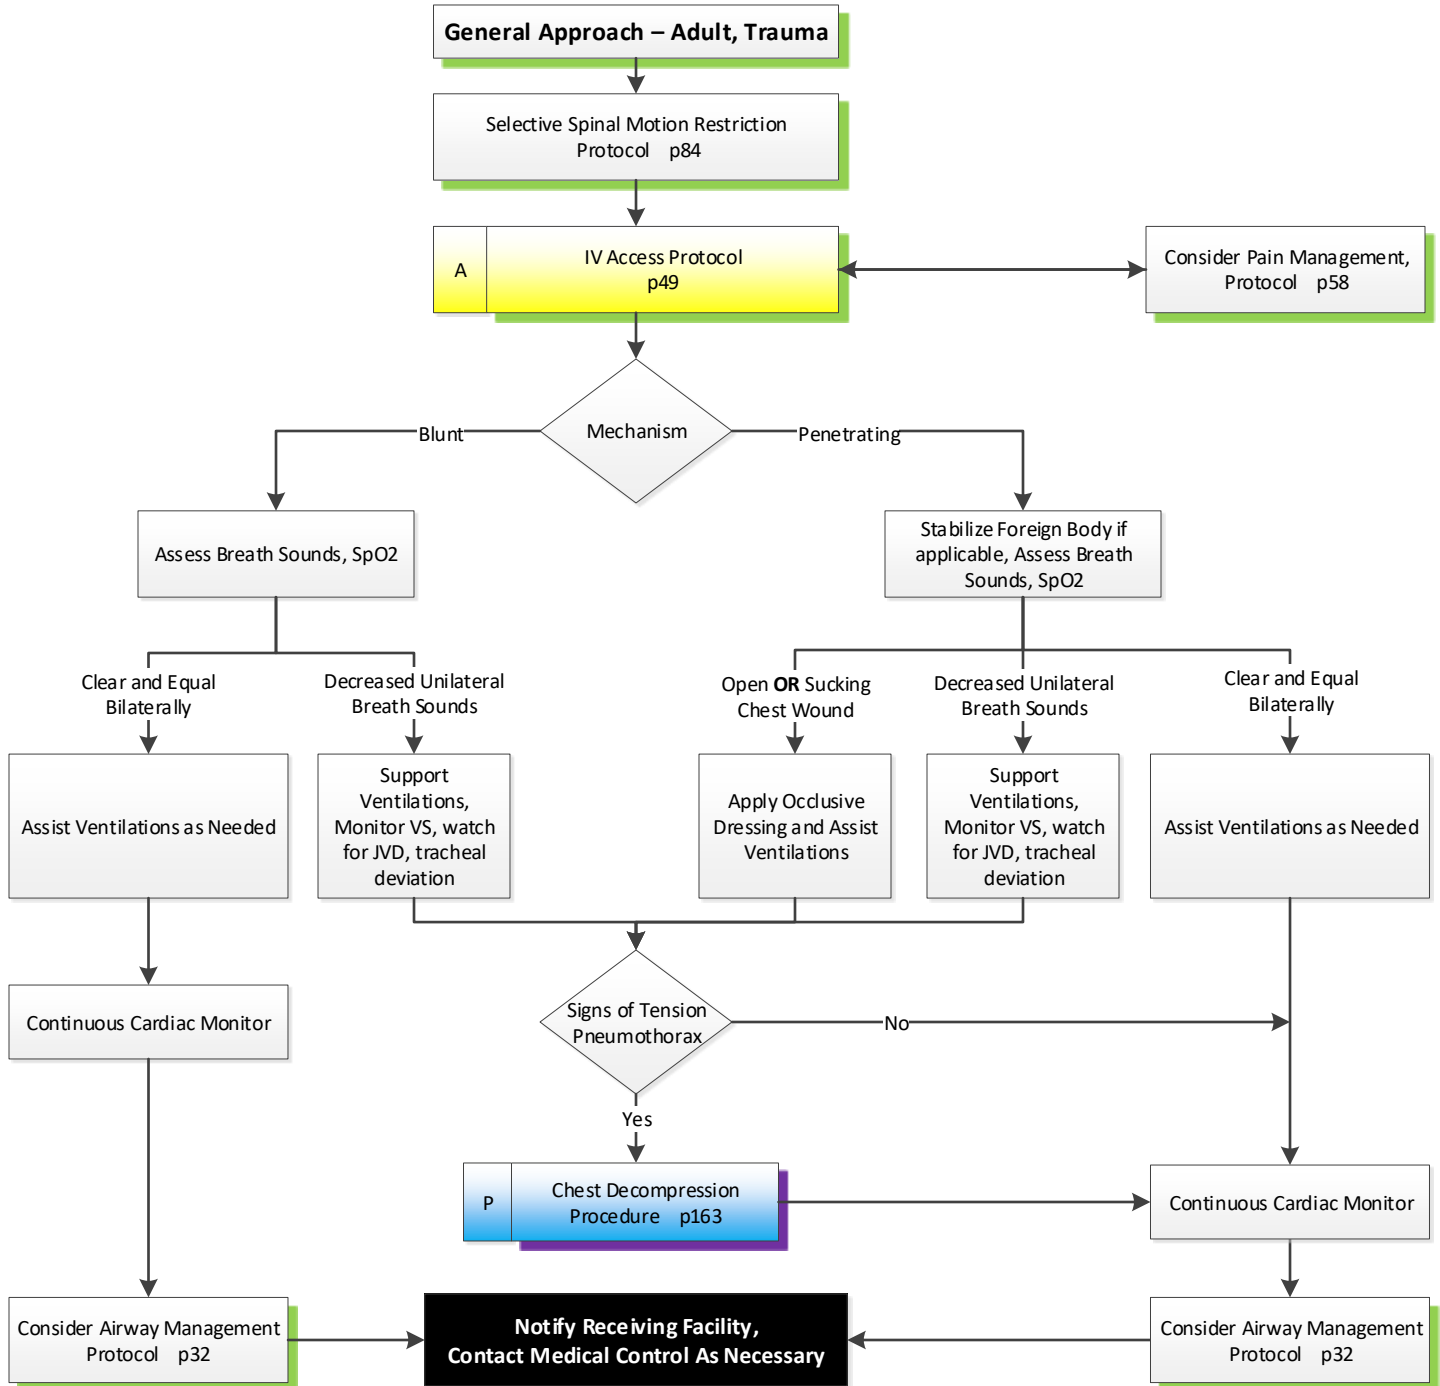 General Approach – Adult, Trauma
Selective Spinal Motion Restriction
Protocol p84
A
IV Access Protocol
p49
Consider Pain Management,
Protocol p58
Mechanism
Blunt
Penetrating
Assess Breath Sounds, SpO2
Stabilize Foreign Body if
applicable, Assess Breath
Sounds, SpO2
Clear and Equal
Bilaterally
Decreased Unilateral
Breath Sounds
Open OR Sucking
Chest Wound
Decreased Unilateral
Breath Sounds
Clear and Equal
Bilaterally
Assist Ventilations as Needed
Support
Ventilations,
Monitor VS, watch
for JVD, tracheal
deviation
Apply Occlusive
Dressing and Assist
Ventilations
Support
Ventilations,
Monitor VS, watch
for JVD, tracheal
deviation
Assist Ventilations as Needed
Continuous Cardiac Monitor
Signs of Tension
Pneumothorax
No
Yes
P
Chest Decompression
Procedure p163
Continuous Cardiac Monitor
Consider Airway Management
Protocol p32
Notify Receiving Facility,
Contact Medical Control As Necessary
Consider Airway Management
Protocol p32